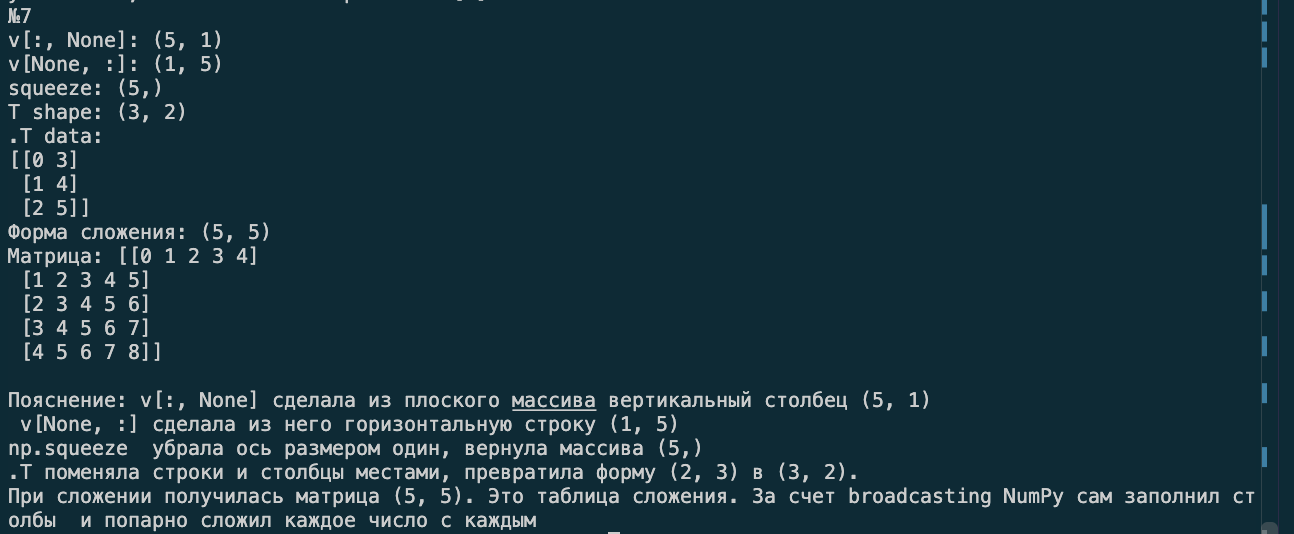 №7
v[:, None]: (5, 1)
v[None, :]: (1, 5)
squeeze: (5,)
T shape: (3, 2)
.T data:
[[0 3]
 [1 4]
 [2 5]]
Форма сложения: (5, 5)
Матрица: [[0 1 2 3 4]
 [1 2 3 4 5]
 [2 3 4 5 6]
 [3 4 5 6 7]
 [4 5 6 7 8]]

Пояснение: v[:, None] сделала из плоского массива вертикальный столбец (5, 1)
 v[None, :] сделала из него горизонтальную строку (1, 5)
np.squeeze  убрала ось размером один, вернула массива (5,)
.T поменяла строки и столбцы местами, превратила форму (2, 3) в (3, 2).
При сложении получилась матрица (5, 5). Это таблица сложения. За счет broadcasting NumPy сам заполнил ст
олбы  и попарно сложил каждое число с каждым